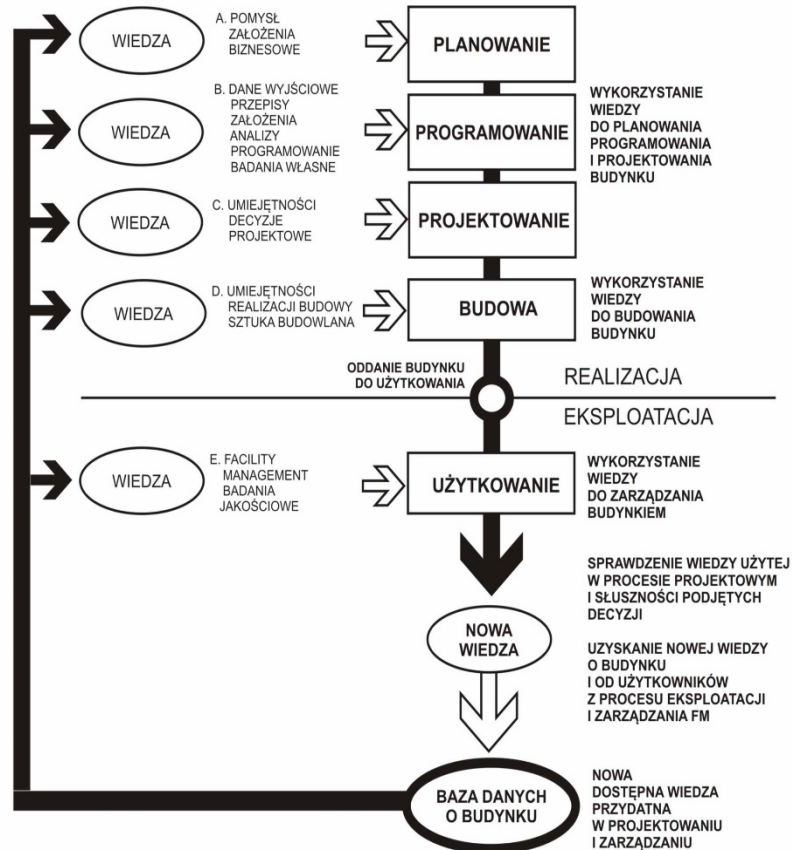 WIEDZA
A. POMYSŁ
ZAŁOŻENIA
BIZNESOWE
PLANOWANIE
WIEDZA
B. DANE WYJŚCIOWE
PRZEPISY
ZAŁOŻENIA
ANALIZY
PROGRAMOWANIE
BADANIA WŁASNE
PROGRAMOWANIE
WYKORZYSTANIE
WIEDZY
DO PLANOWANIA
PROGRAMOWANIA
I PROJEKTOWANIA
BUDYNKU
WIEDZA
C. UMIEJĘTNOŚCI
DECYZJE
PROJEKTOWE
PROJEKTOWANIE
WIEDZA
D. UMIEJĘTNOŚCI
REALIZACJI BUDOWY
SZTUKA BUDOWLANA
BUDOWA
WYKORZYSTANIE
WIEDZY
DO BUDOWANIA
BUDYNKU
ODDANIE BUDYNKU
DO UŻYTKOWANIA
REALIZACJA
EKSPLOATACJA
WIEDZA
E. FACILITY
MANAGEMENT
BADANIA
JAKOŚCIOWE
UŻYTKOWANIE
WYKORZYSTANIE
WIEDZY
DO ZARZĄDZANIA
BUDYNKIEM
SPRAWDZENIE WIEDZY UŻYTEJ
W PROCESIE PROJEKTOWYM
I SŁUSZNOŚCI PODJĘTYCH
DECYZJI
NOWA
WIEDZA
UZYSKANIE NOWEJ WIEDZY
O BUDYNKU
I OD UŻYTKOWNIKÓW
Z PROCESU EKSPLOATACJI
I ZARZĄDZANIA FM
BAZA DANYCH
O BUDYNKU
NOWA
DOSTĘPNA WIEDZA
PRZYDATNA
W PROJEKTOWANIU
I ZARZĄDZANIU